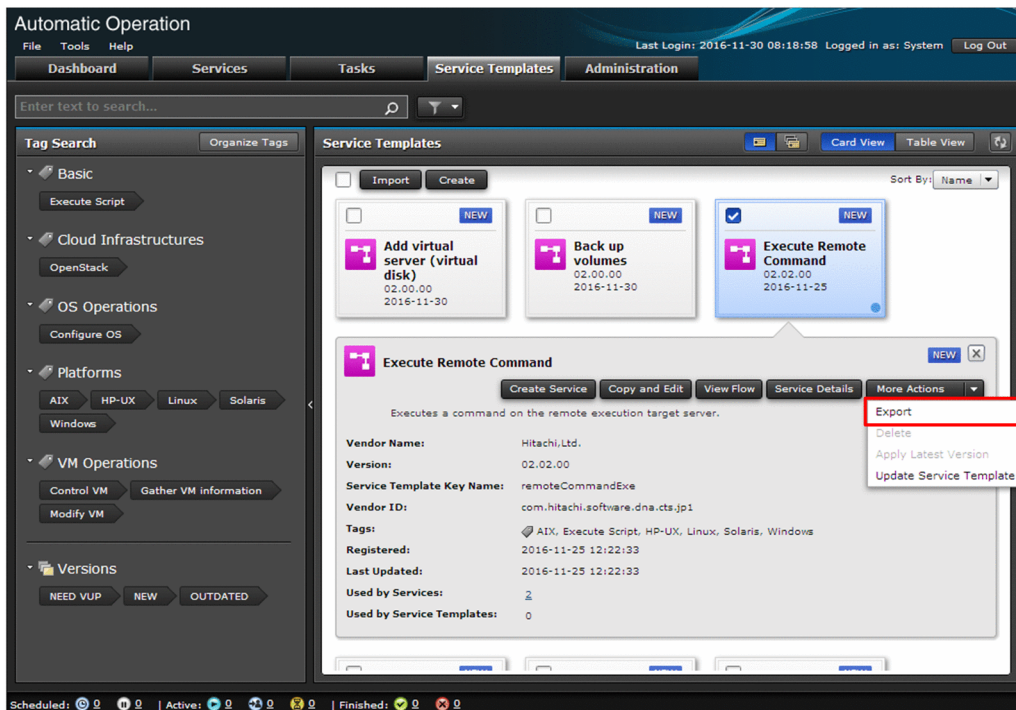 Automatic Operation
File Tools Help
Last Login: 2016-11-30 08:18:58 Logged in as: System Log Out
Dashboard Services Tasks Service Templates Administration
Enter text to search...
Tag Search Organize Tags
Basic
Execute Script
Cloud Infrastructures
OpenStack
OS Operations
Configure OS
Platforms
AIX HP-UX Linux Solaris
Windows
VM Operations
Control VM Gather VM information
Modify VM
Versions
NEED VUP NEW OUTDATED
Service Templates Card View Table View
Import Create Sort By: Name
NEW
Add virtual
server (virtual
disk)
02.00.00
2016-11-30
NEW
Back up
volumes
02.00.00
2016-11-30
NEW
Execute Remote
Command
02.02.00
2016-11-25
Execute Remote Command NEW
Create Service Copy and Edit View Flow Service Details More Actions
Export
Delete
Apply Latest Version
Update Service Template
Executes a command on the remote execution target server.
Vendor Name: Hitachi,Ltd.
Version: 02.02.00
Service Template Key Name: remoteCommandExe
Vendor ID: com.hitachi.software.dna.cts.jp1
Tags: AIX, Execute Script, HP-UX, Linux, Solaris, Windows
Registered: 2016-11-25 12:22:33
Last Updated: 2016-11-25 12:22:33
Used by Services: 2
Used by Service Templates: 0
Scheduled: 0 0 | Active: 0 0 0 | Finished: 0 0